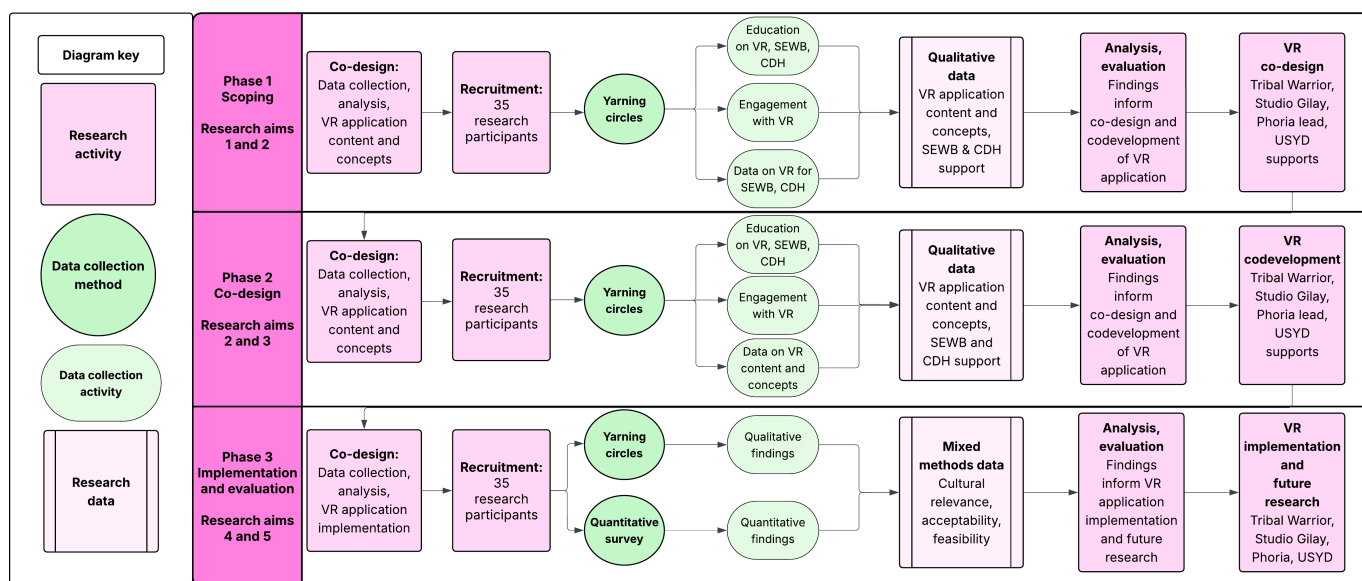 Diagram key
Research
activity
Data collection
method
Data collection
activity
Research
data
Phase 1
Scoping
Research aims
1 and 2
Co-design:
Data collection,
analysis,
VR application
content and
concepts
Recruitment:
35
research
participants
Yarning
circles
Education
on VR, SEWB,
CDH
Engagement
with VR
Data on VR for
SEWB, CDH
Qualitative
data
VR application
content and
concepts,
SEWB & CDH
support
Analysis,
evaluation
Findings
inform
co-design and
codevelopment
of VR
application
VR
co-design
Tribal Warrior,
Studio Gilay,
Phoria lead,
USYD
supports
Phase 2
Co-design
Research aims
2 and 3
Co-design:
Data collection,
analysis,
VR application
content and
concepts
Recruitment:
35
research
participants
Yarning
circles
Education
on VR, SEWB,
CDH
Engagement
with VR
Data on VR
content and
concepts
Qualitative
data
VR application
content and
concepts,
SEWB and
CDH support
Analysis,
evaluation
Findings
inform
co-design and
codevelopment
of VR
application
VR
codevelopment
Tribal Warrior,
Studio Gilay,
Phoria lead,
USYD
supports
Phase 3
Implementation
and evaluation
Research aims
4 and 5
Co-design:
Data collection,
analysis,
VR application
implementation
Recruitment:
35
research
participants
Yarning
circles
Quantitative
survey
Qualitative
findings
Quantitative
findings
Mixed
methods data
Cultural
relevance,
acceptability,
feasibility
Analysis,
evaluation
Findings
inform VR
application
implementation
and future
research
VR
implementation
and
future
research
Tribal Warrior,
Studio Gilay,
Phoria, USYD